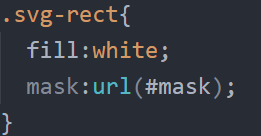 .svg-rect{
  fill:white;
  mask:url(#mask);
}